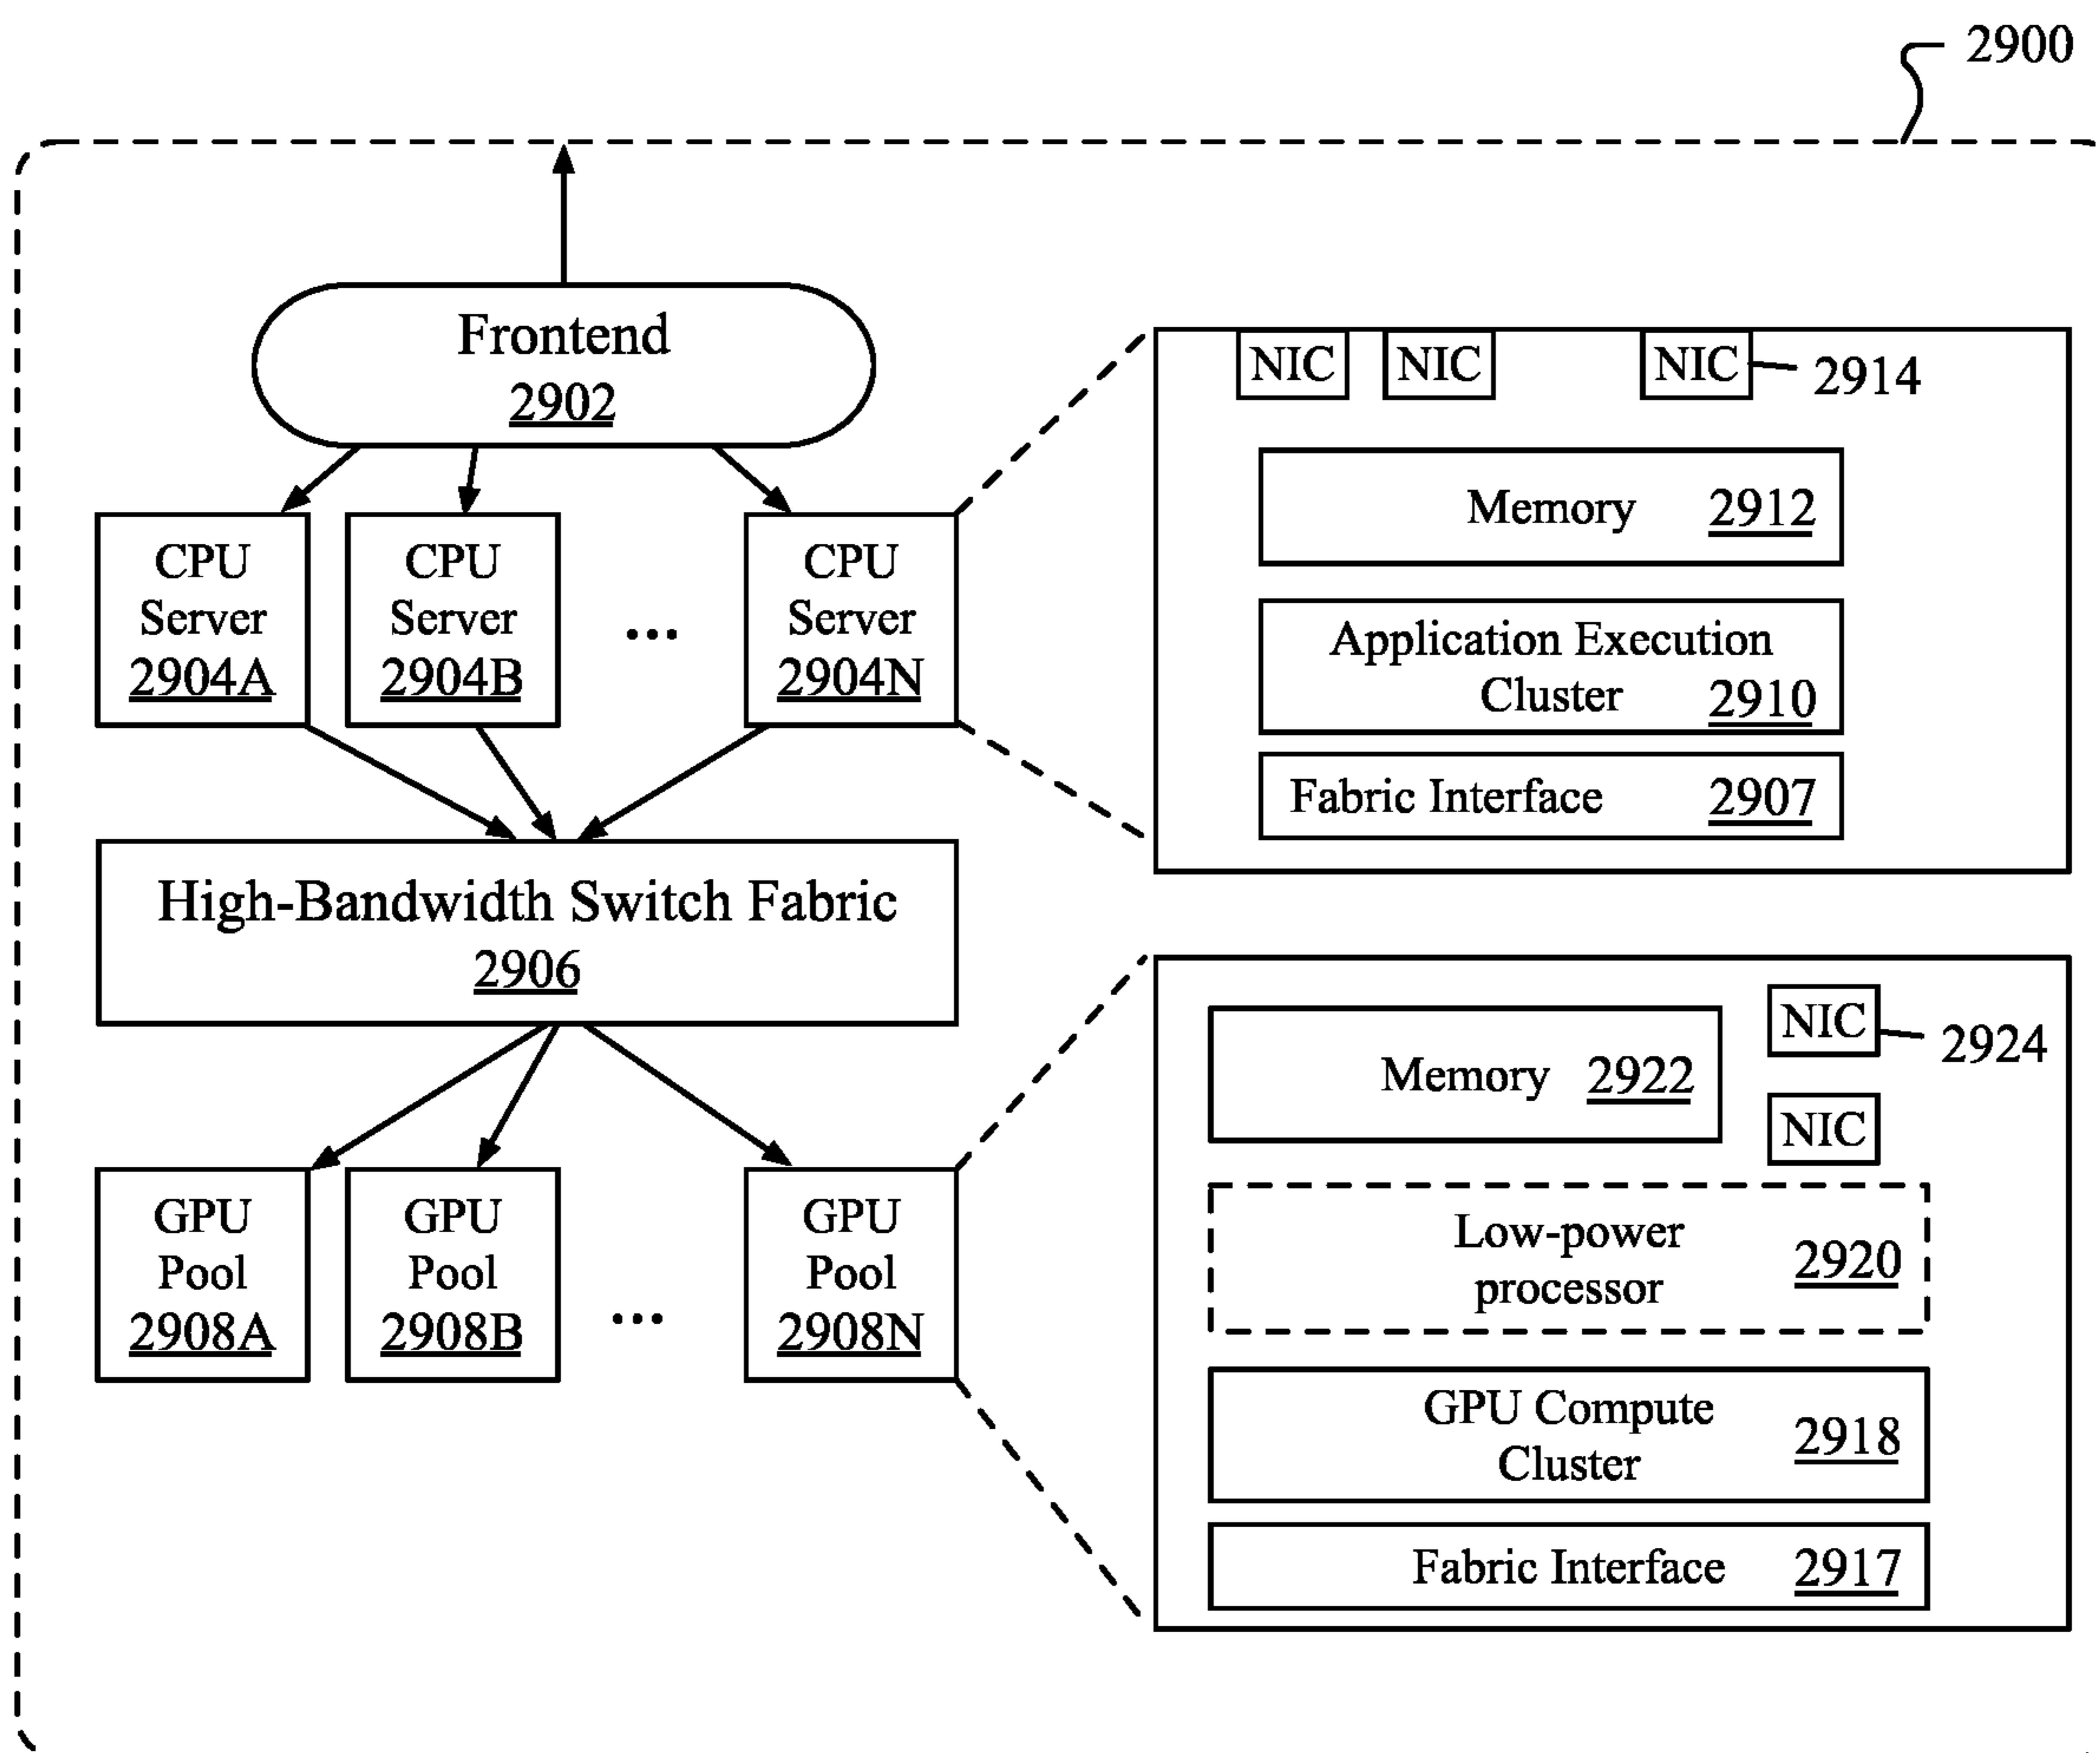 2900
Frontend
2902
CPU
Server
2904A
CPU
Server
2904B
...
CPU
Server
2904N
High-Bandwidth Switch Fabric
2906
GPU
Pool
2908A
GPU
Pool
2908B
...
GPU
Pool
2908N
NIC
NIC
NIC
2914
Memory 2912
Application Execution
Cluster 2910
Fabric Interface 2907
NIC
2924
Memory 2922
NIC
Low-power
processor 2920
GPU Compute
Cluster 2918
Fabric Interface 2917